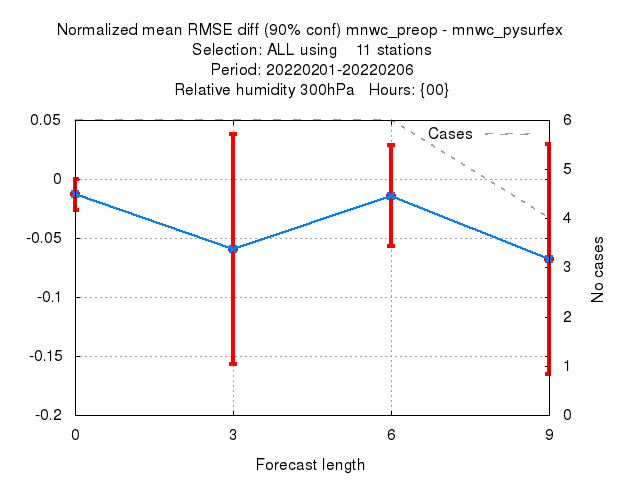 Normalized mean RMSE diff (90% conf) mnwc_preop - mnwc_pysurfex
Selection: ALL using 11 stations
Period: 20220201-20220206
Relative humidity 300hPa Hours: {00}
Cases
0.05
0
-0.05
-0.1
-0.15
-0.2
6
5
4
3
2
1
0
No cases
0 3 6 9
Forecast length